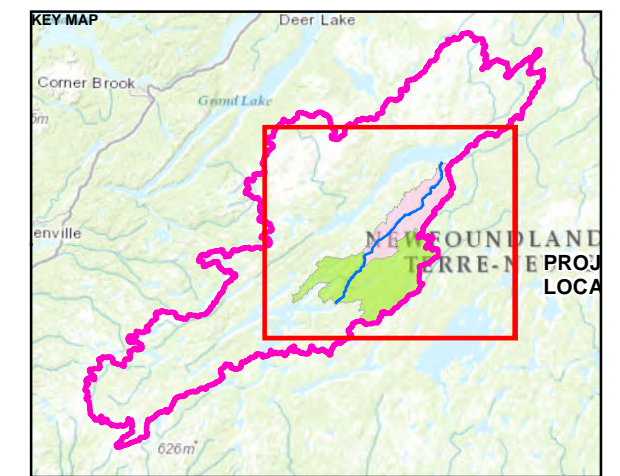 KEY MAP
Deer Lake
Corner Brook
Grand Lake
5m
enville
NEWFOUNDLAND
TERRE-NE
PROJ
LOCA
626m